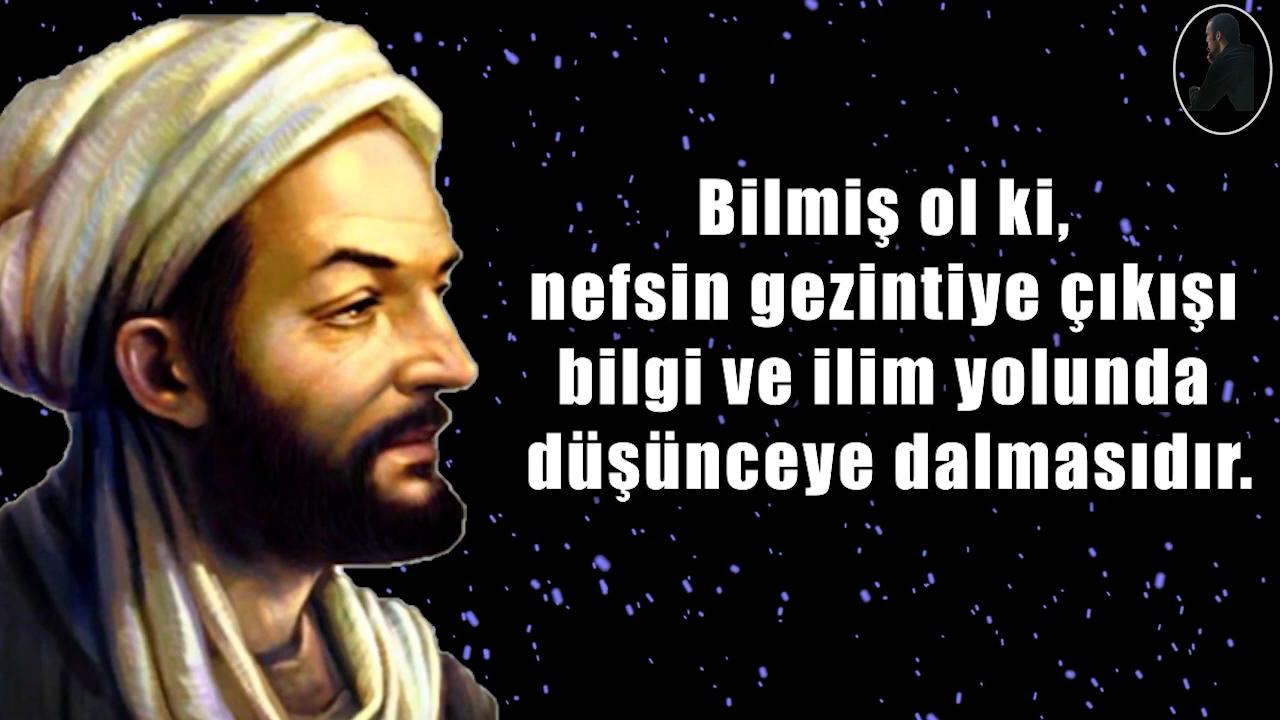 Bilmiş ol ki,
nefsin gezintiye çıkışı
bilgi ve ilim yolunda
düşünceye dalmasıdır.